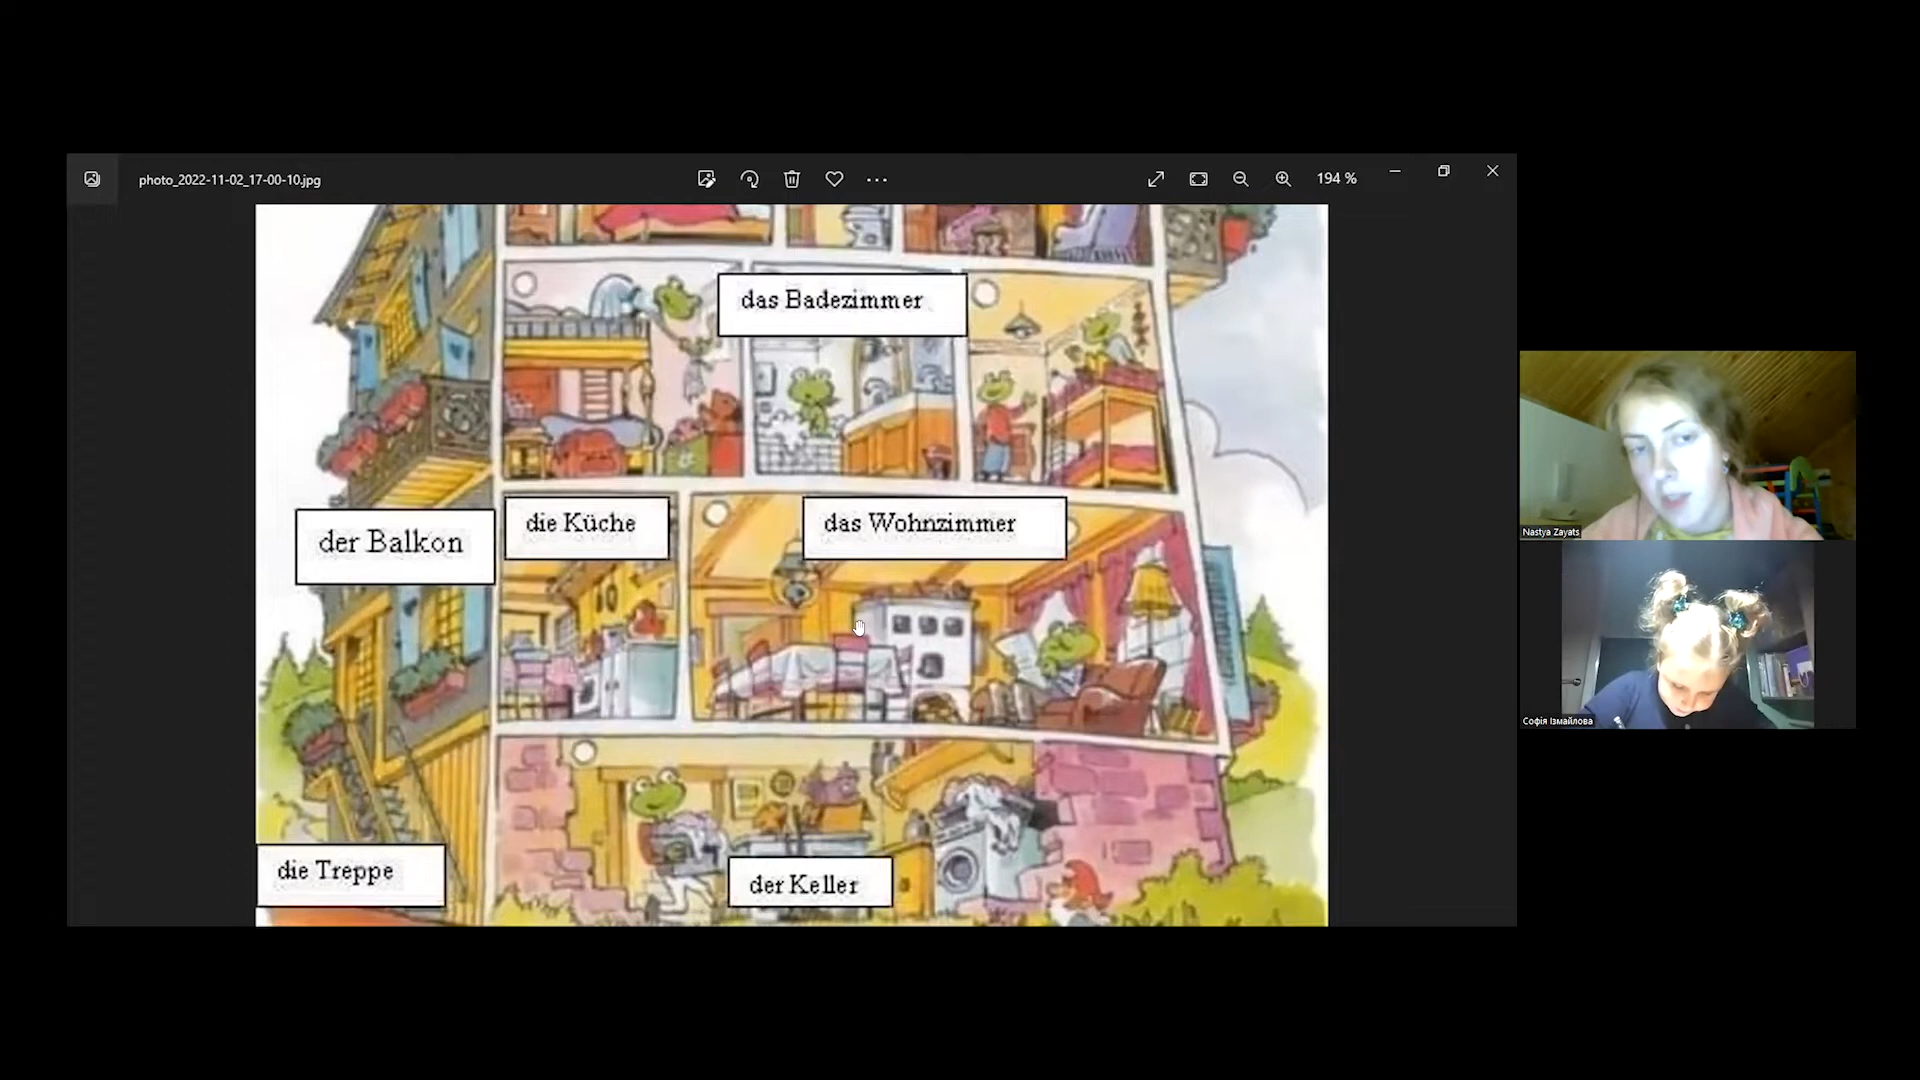 photo_2022-11-02_17-00-10.jpg
194 %
das Badezimmer
der Balkon
die Küche
das Wohnzimmer
die Treppe
der Keller
Nastya Zayats
Софія Ізмайлова